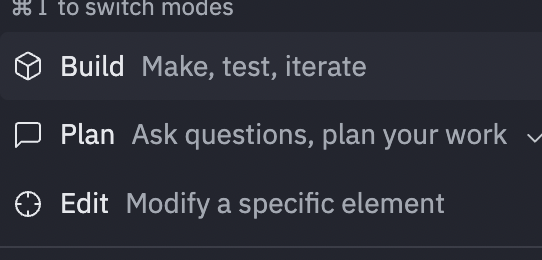 ⌘ I to switch modes
Build Make, test, iterate
Plan Ask questions, plan your work
Edit Modify a specific element